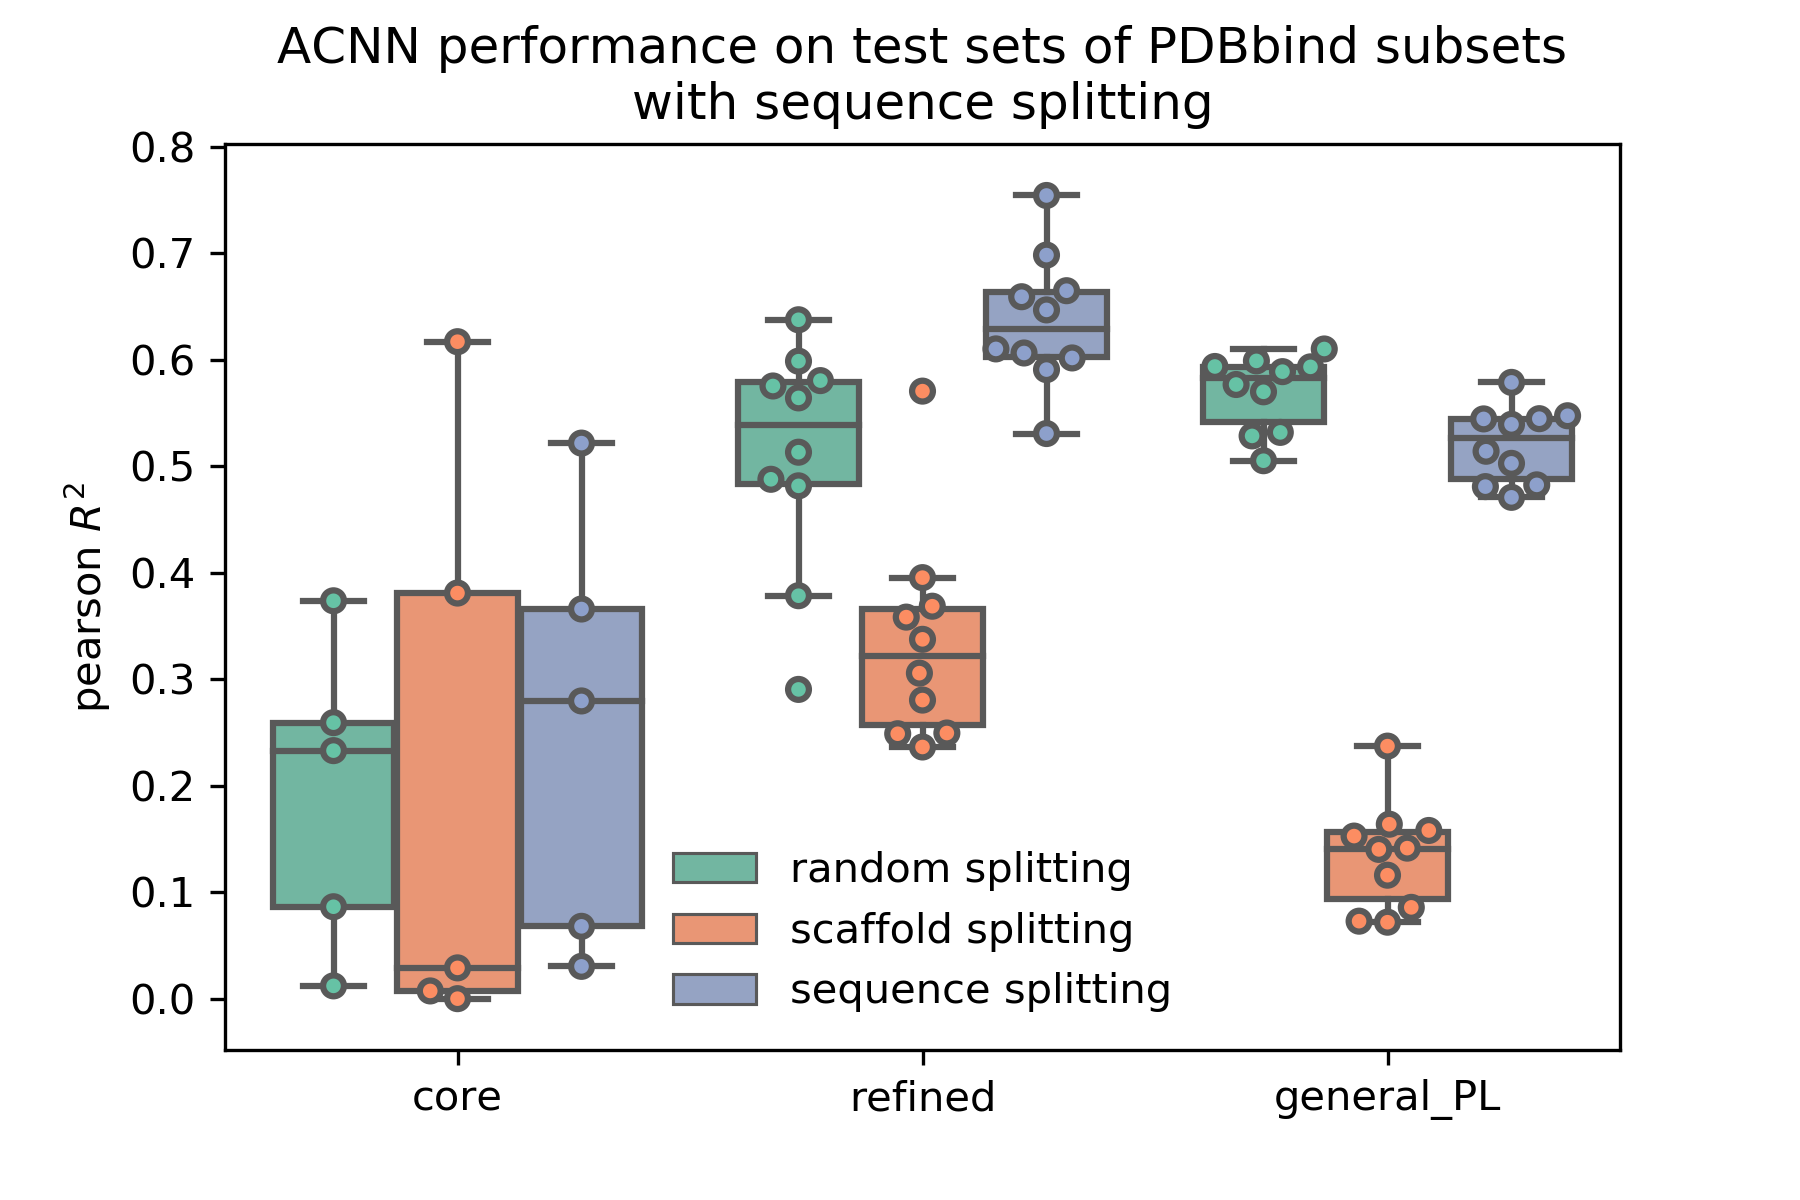 ACNN performance on test sets of PDBbind subsets
with sequence splitting
0.8
0.7
0.6
0.5
0.4
0.3
0.2
0.1
0.0
pearson R²
random splitting
scaffold splitting
sequence splitting
core refined general_PL